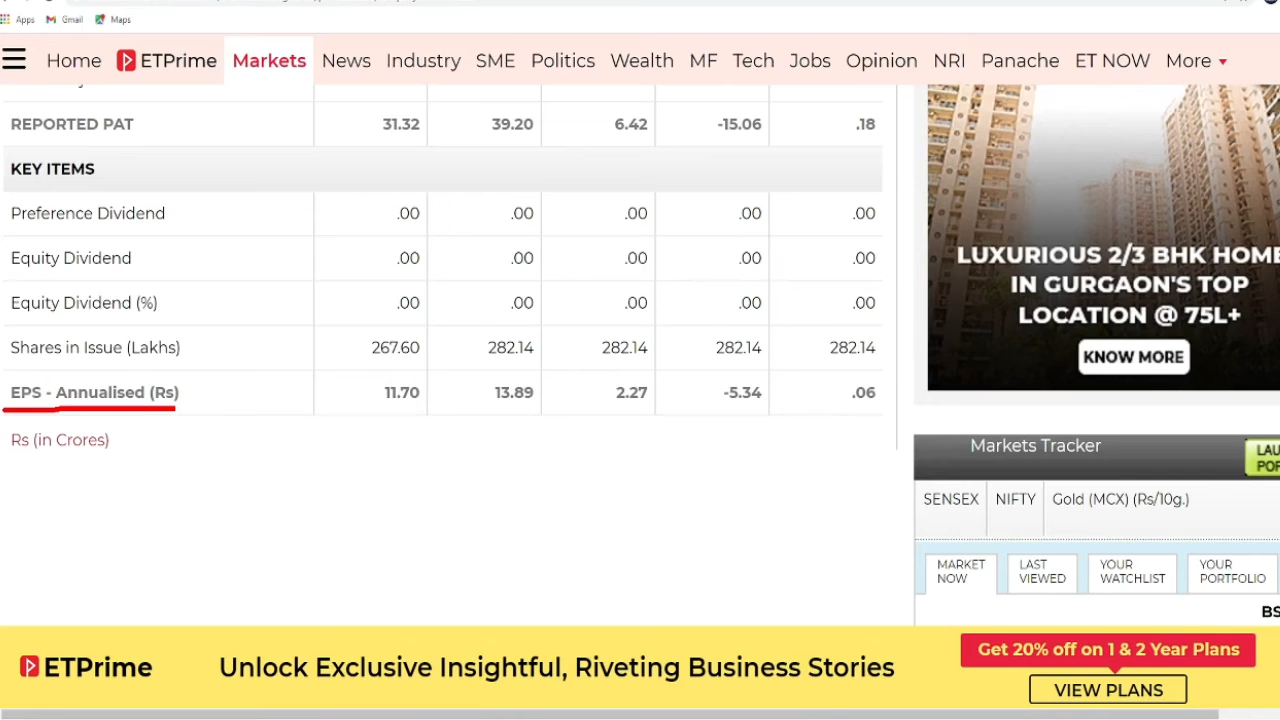 Apps Gmail Maps
Home ETPrime Markets News Industry SME Politics Wealth MF Tech Jobs Opinion NRI Panache ET NOW More
REPORTED PAT 31.32 39.20 6.42 -15.06 .18
KEY ITEMS
Preference Dividend .00 .00 .00 .00 .00
Equity Dividend .00 .00 .00 .00 .00
Equity Dividend (%) .00 .00 .00 .00 .00
Shares in Issue (Lakhs) 267.60 282.14 282.14 282.14 282.14
EPS - Annualised (Rs) 11.70 13.89 2.27 -5.34 .06
Rs (in Crores)
LUXURIOUS 2/3 BHK HOME
IN GURGAON'S TOP
LOCATION @ 75L+
KNOW MORE
Markets Tracker
LAU
POR
SENSEX NIFTY Gold (MCX) (Rs/10g.)
MARKET NOW
LAST VIEWED
YOUR WATCHLIST
YOUR PORTFOLIO
BS
ETPrime Unlock Exclusive Insightful, Riveting Business Stories
Get 20% off on 1 & 2 Year Plans
VIEW PLANS